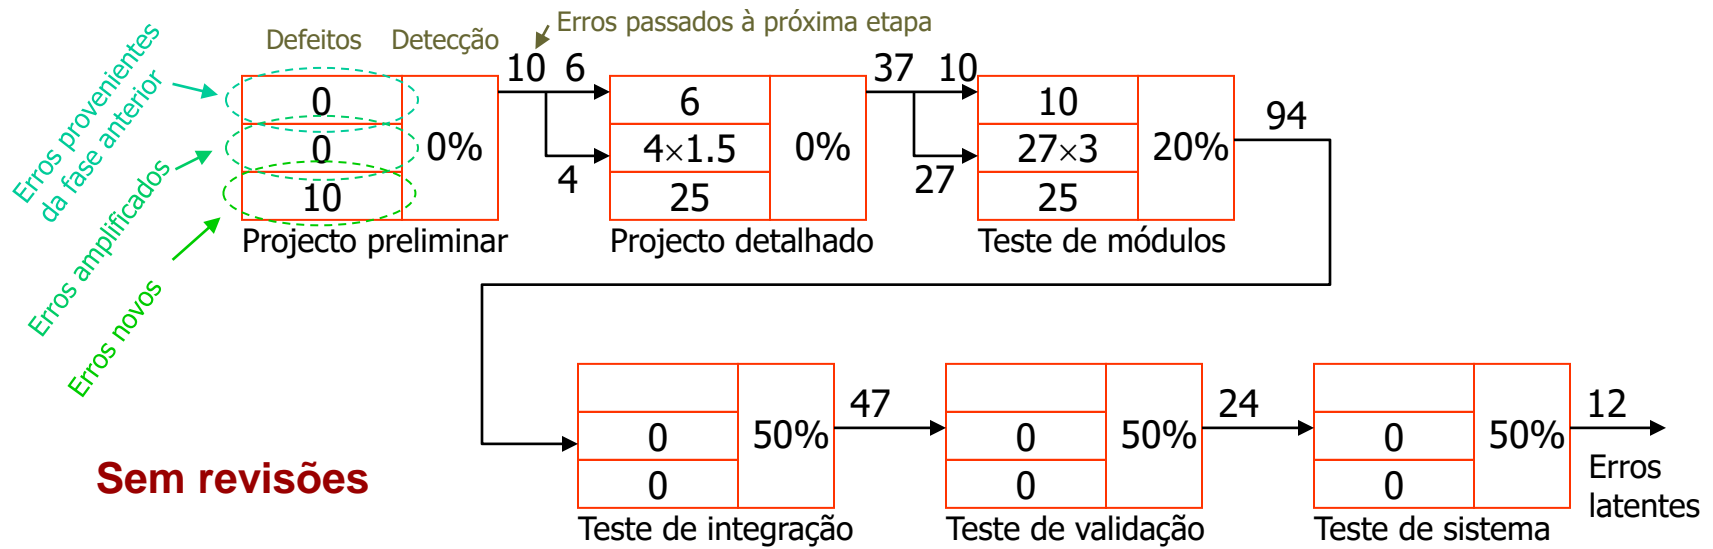 Erros passados à próxima etapa
Defeitos
Detecção
Erros provenientes
da fase anterior
Erros amplificados
Erros novos
0
0
10
0%
Projecto preliminar
10
6
4
6
4×1.5
25
0%
Projecto detalhado
37
10
27
10
27×3
25
20%
Teste de módulos
94
0
0
50%
Teste de integração
47
0
0
50%
Teste de validação
24
0
0
50%
Teste de sistema
12
Erros
latentes
Sem revisões